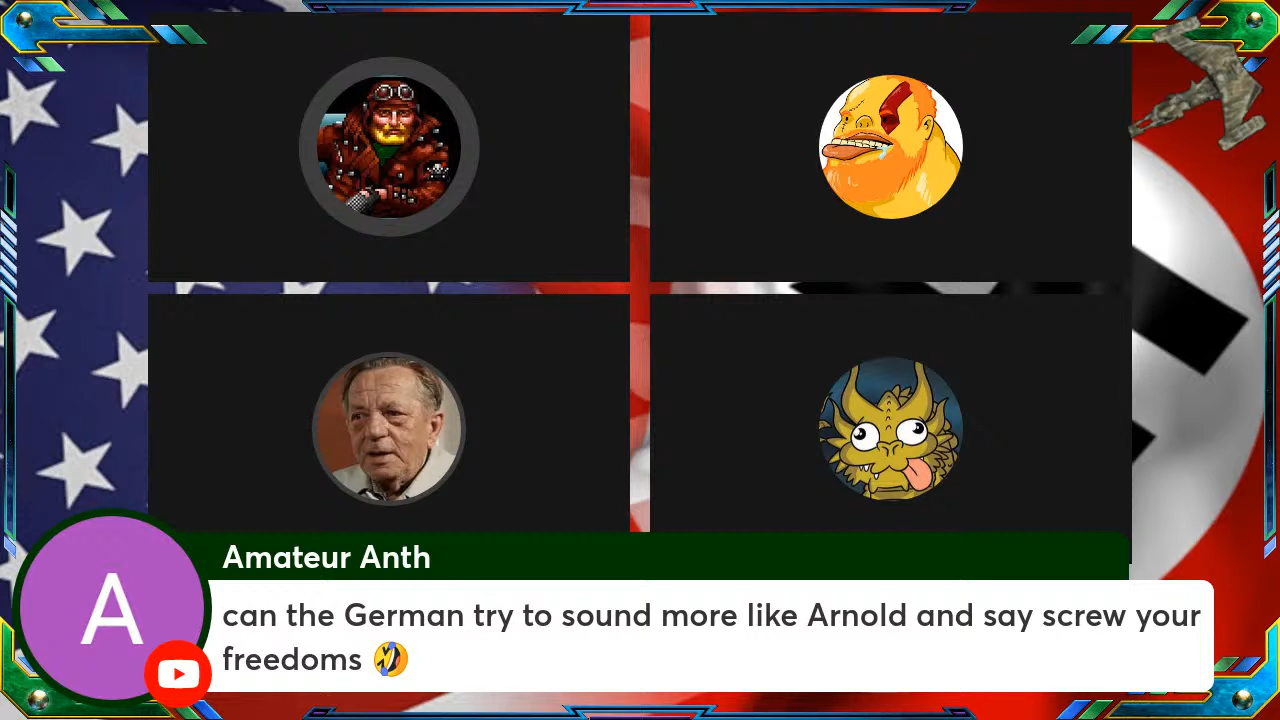 Amateur Anth
A
can the German try to sound more like Arnold and say screw your
freedoms 🤣